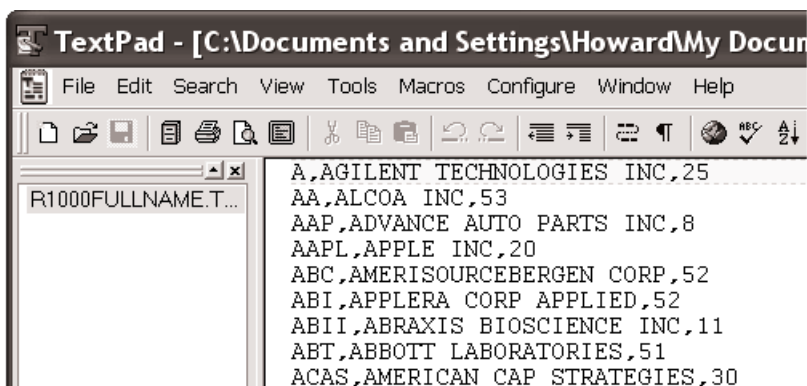 TextPad - [C:\Documents and Settings\Howard\My Docum
File Edit Search View Tools Macros Configure Window Help
R1000FULLNAME.T...
A,AGILENT TECHNOLOGIES INC,25
AA,ALCOA INC,53
AAP,ADVANCE AUTO PARTS INC,8
AAPL,APPLE INC,20
ABC,AMERISOURCEBERGEN CORP,52
ABI,APPLERA CORP APPLIED,52
ABII,ABRAXIS BIOSCIENCE INC,11
ABT,ABBOTT LABORATORIES,51
ACAS,AMERICAN CAP STRATEGIES,30